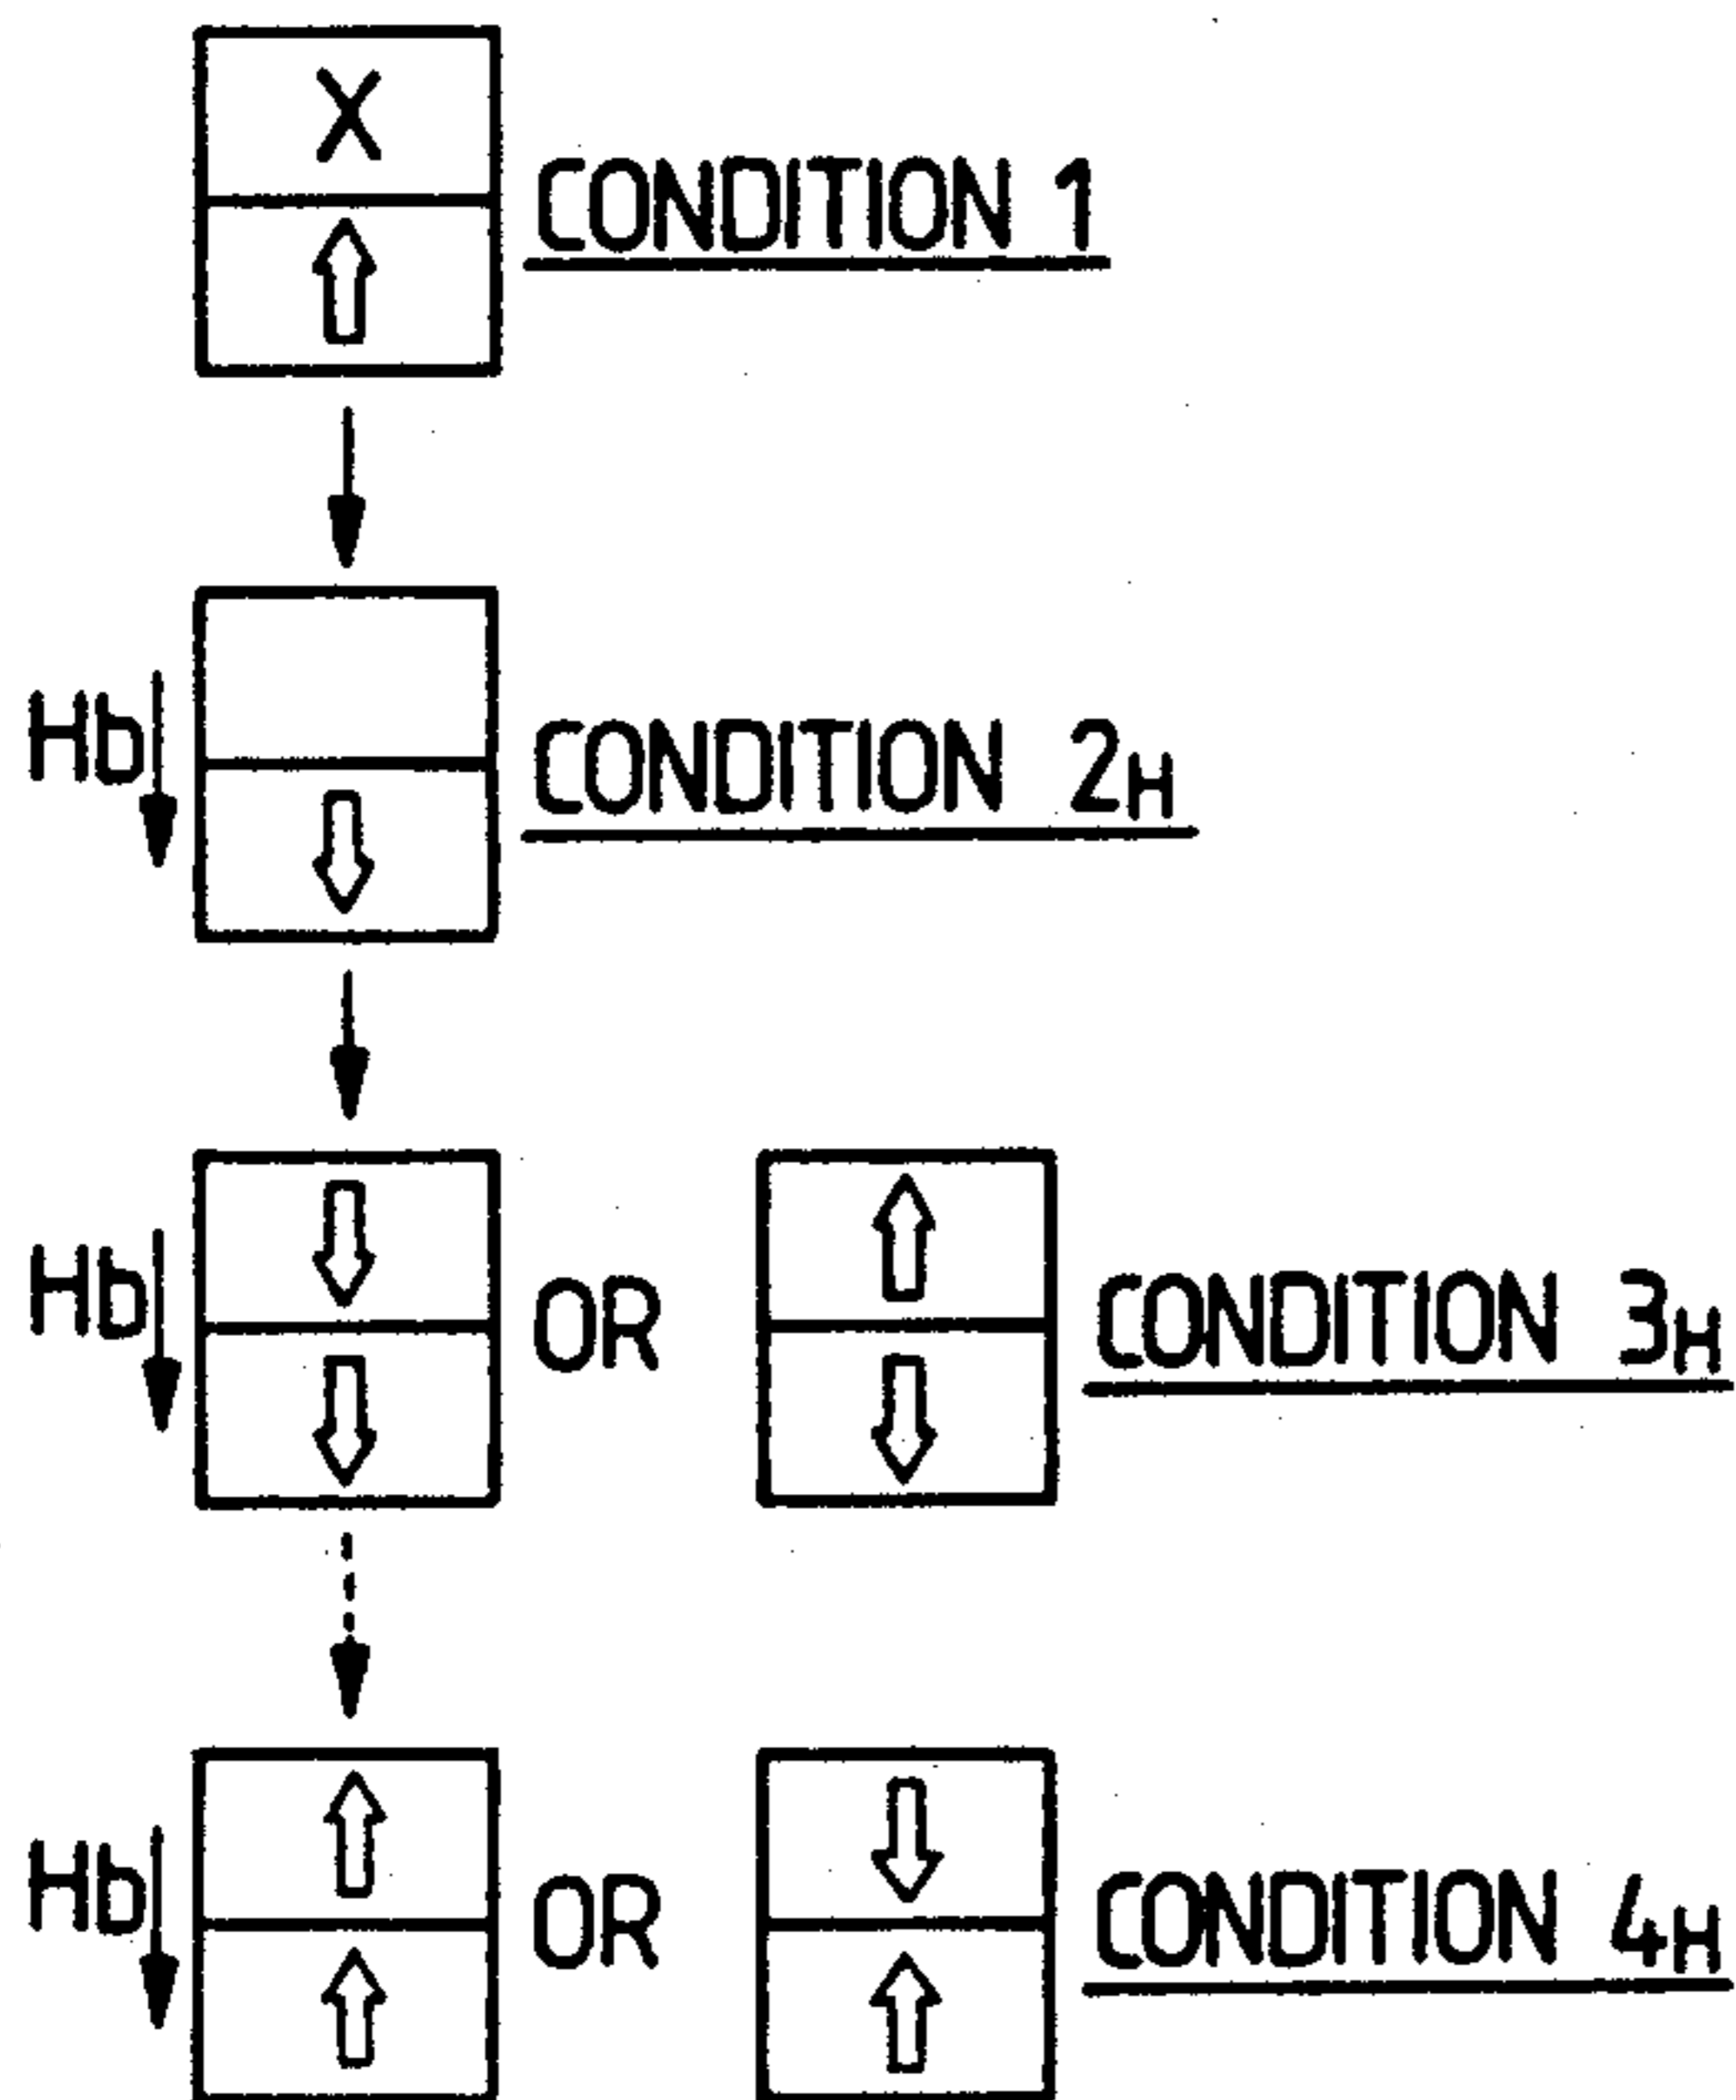 X
CONDITION 1
Hb
CONDITION 2H
Hb
OR
CONDITION 3H
Hb
OR
CONDITION 4H